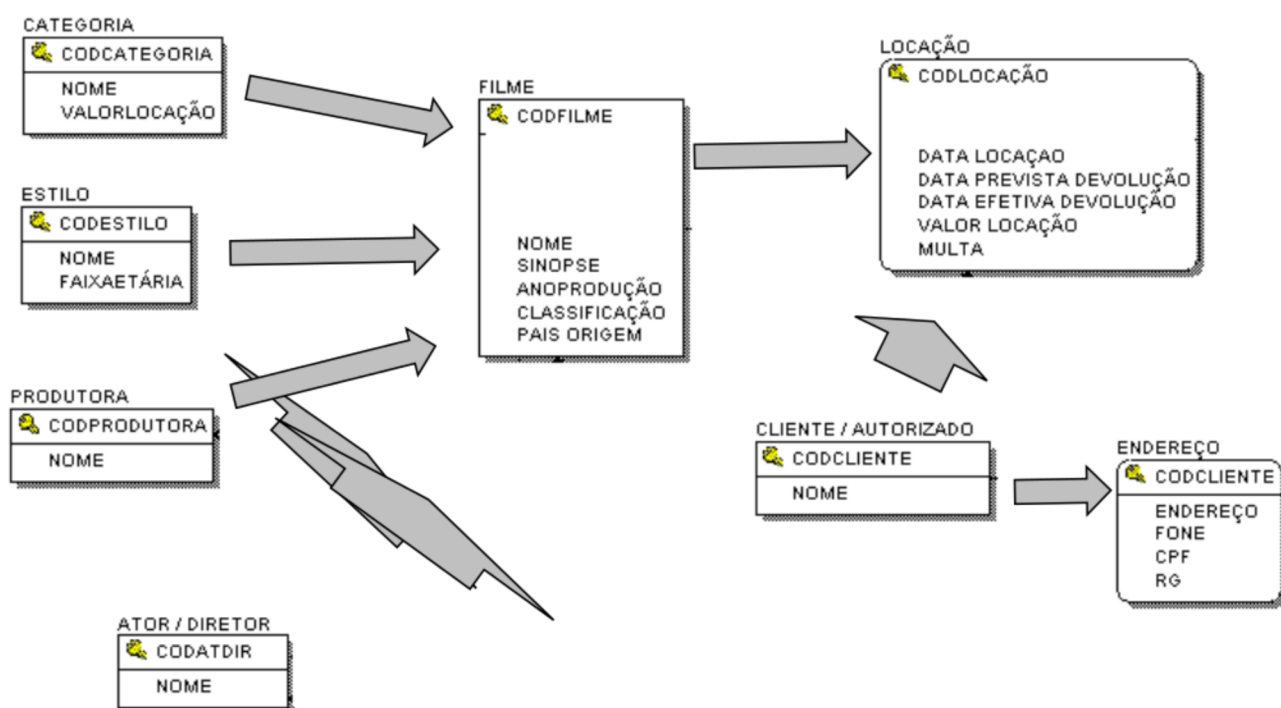 CATEGORIA
CODCATEGORIA
NOME
VALORLOCAÇÃO
ESTILO
CODESTILO
NOME
FAIXAETÁRIA
PRODUTORA
CODPRODUTORA
NOME
ATOR / DIRETOR
CODATDIR
NOME
FILME
CODFILME
NOME
SINOPSE
ANOPRODUÇÃO
CLASSIFICAÇÃO
PAIS ORIGEM
LOCAÇÃO
CODLOCAÇÃO
DATA LOCAÇAO
DATA PREVISTA DEVOLUÇÃO
DATA EFETIVA DEVOLUÇÃO
VALOR LOCAÇÃO
MULTA
CLIENTE / AUTORIZADO
CODCLIENTE
NOME
ENDEREÇO
CODCLIENTE
ENDEREÇO
FONE
CPF
RG